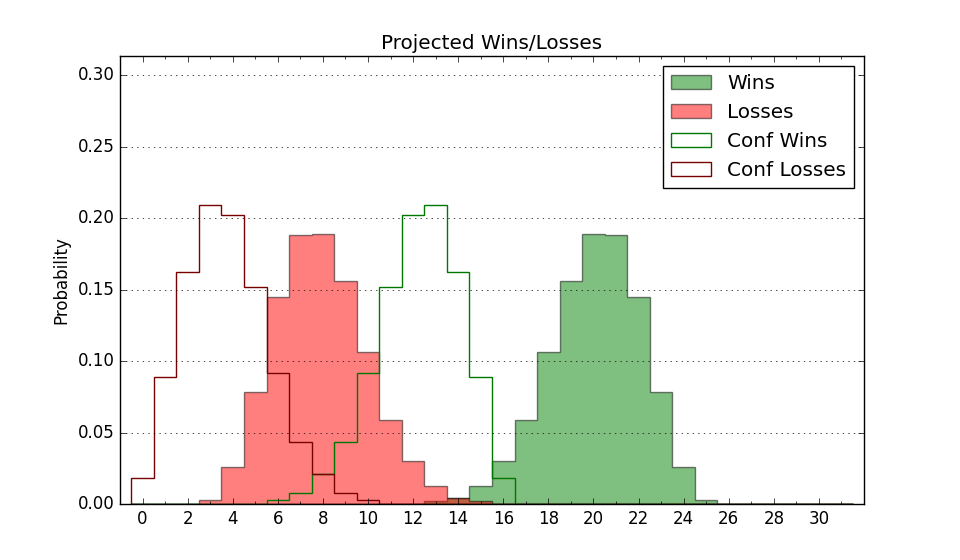 Projected Wins/Losses
Wins
Losses
Conf Wins
Conf Losses
Probability
0.30
0.25
0.20
0.15
0.10
0.05
0.00
0 2 4 6 8 10 12 14 16 18 20 22 24 26 28 30